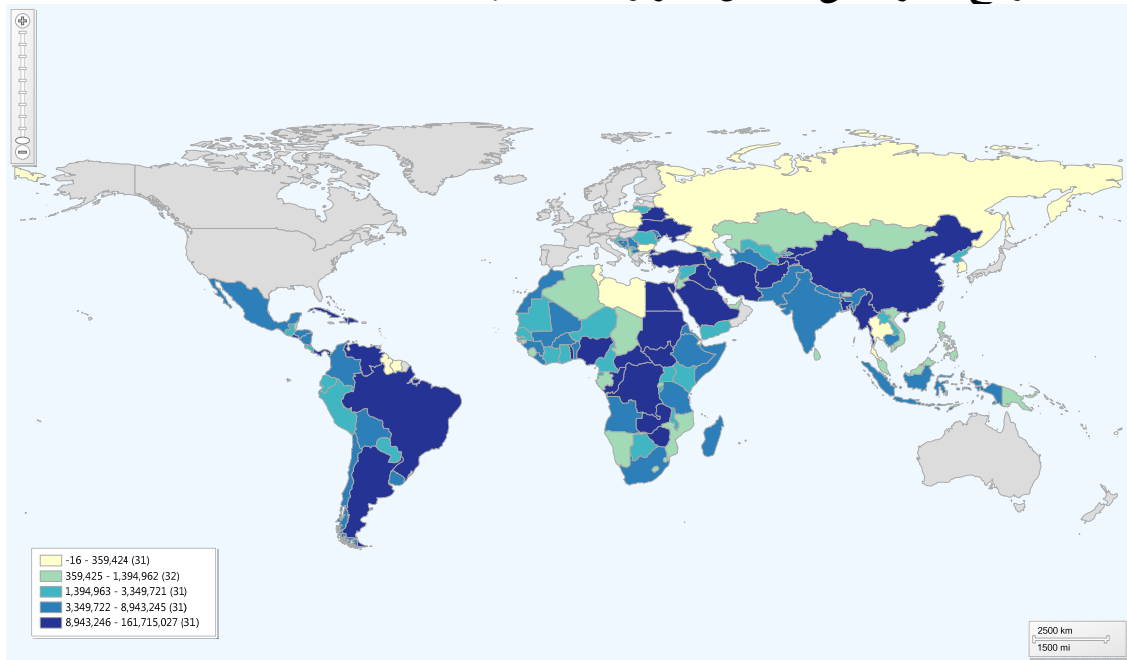 -16 - 359,424 (31)
359,425 - 1,394,962 (32)
1,394,963 - 3,349,721 (31)
3,349,722 - 8,943,245 (31)
8,943,246 - 161,715,027 (31)
2500 km
1500 mi